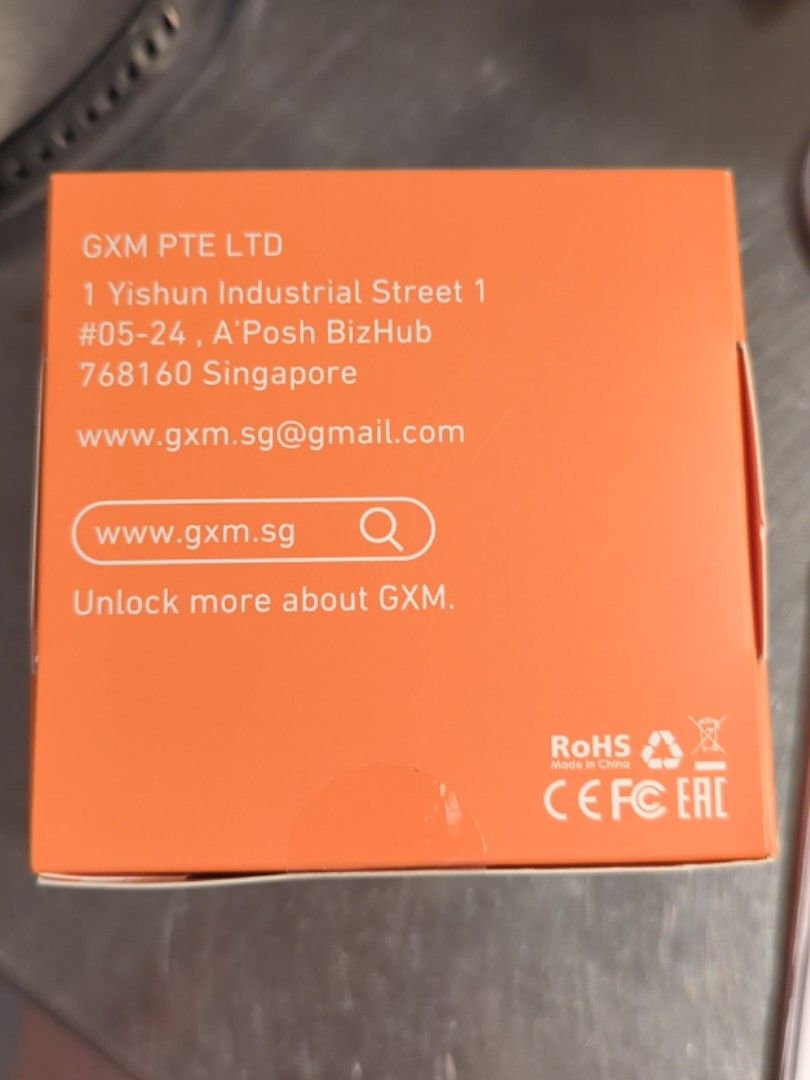 GXM PTE LTD
1 Yishun Industrial Street 1
#05-24 , A'Posh BizHub
768160 Singapore
www.gxm.sg@gmail.com
www.gxm.sg
Unlock more about GXM.
RoHS
Made In China
CE FC EAC